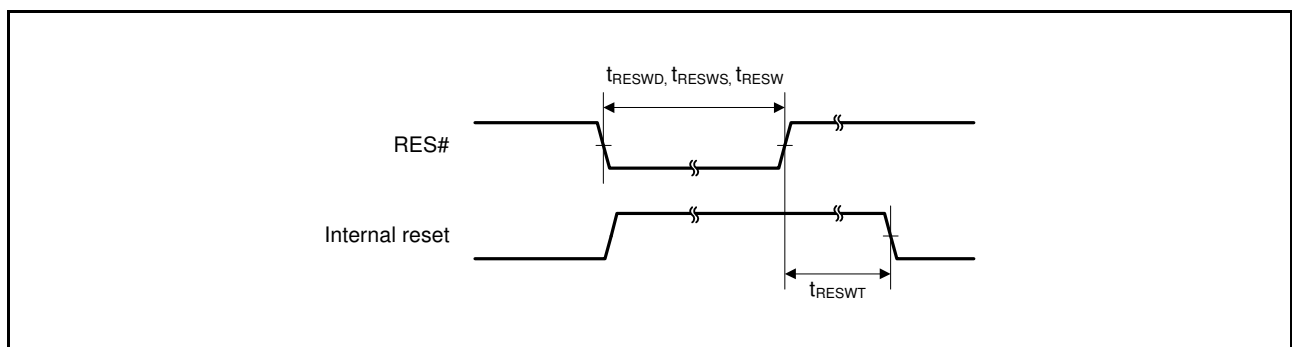 tRESWD, tRESWS, tRESW
RES#
Internal reset
tRESWT